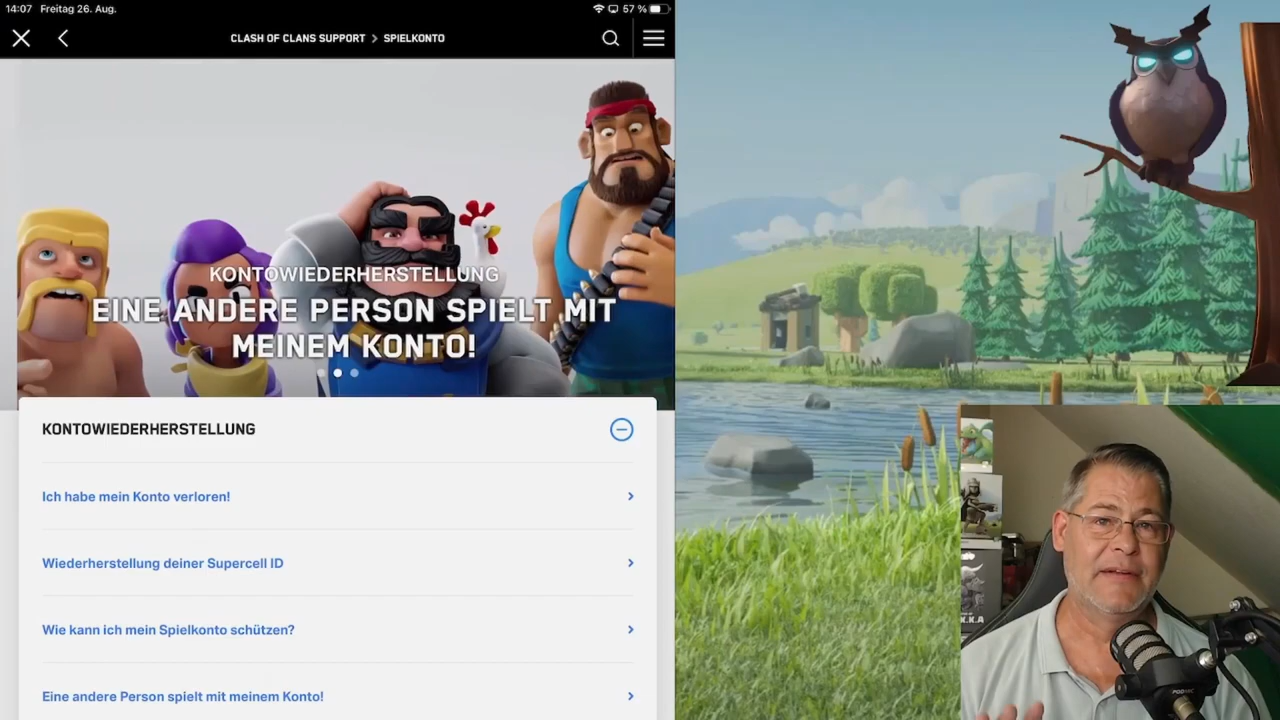 14:07 Freitag 26. Aug.
57 %
CLASH OF CLANS SUPPORT > SPIELKONTO
KONTOWIEDERHERSTELLUNG
EINE ANDERE PERSON SPIELT MIT
MEINEM KONTO!
KONTOWIEDERHERSTELLUNG
Ich habe mein Konto verloren!
Wiederherstellung deiner Supercell ID
Wie kann ich mein Spielkonto schützen?
Eine andere Person spielt mit meinem Konto!
K.A